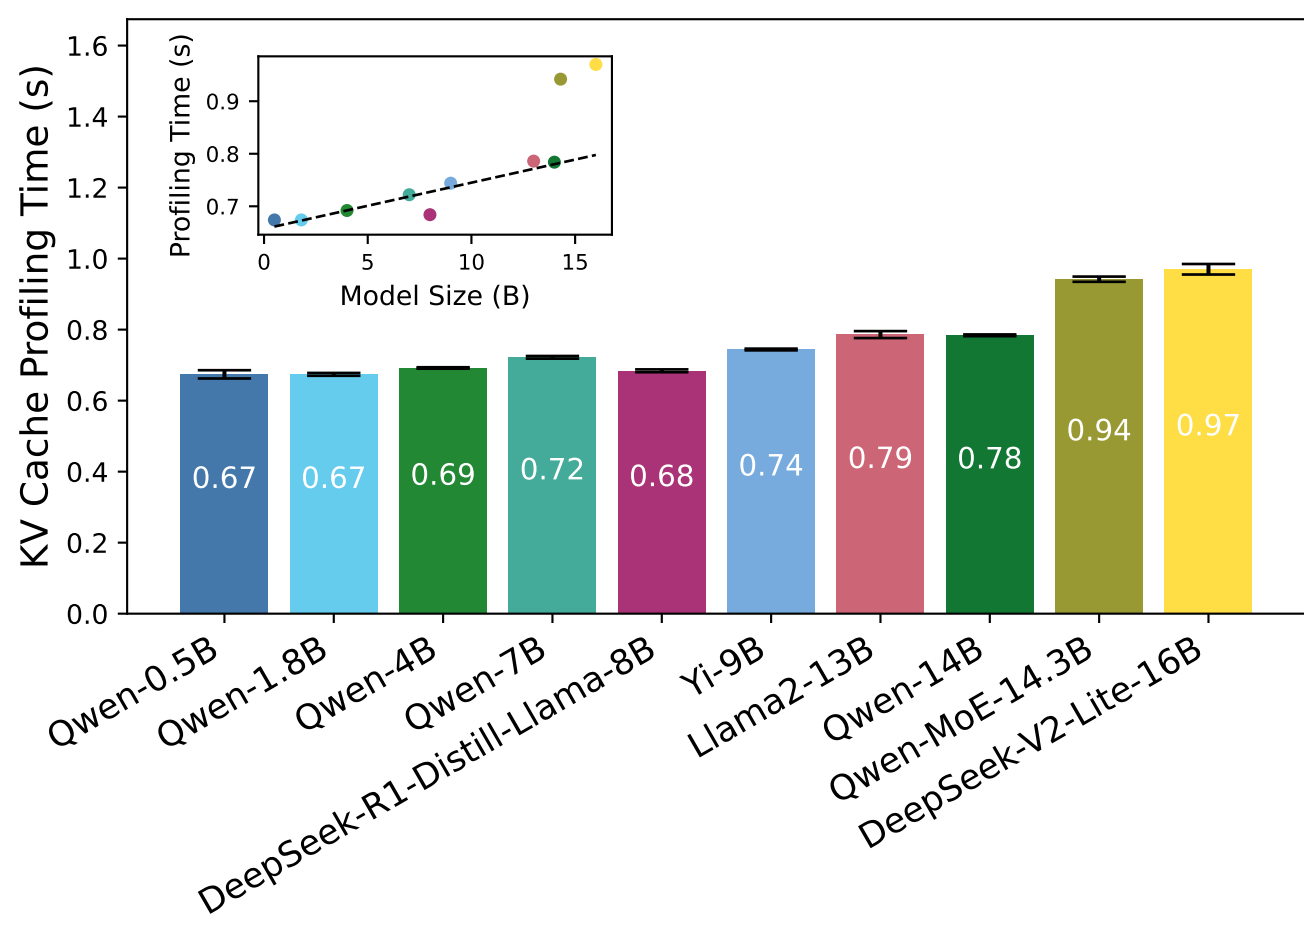 KV Cache Profiling Time (s)
1.6
1.4
1.2
1.0
0.8
0.6
0.4
0.2
0.0
Profiling Time (s)
0.9
0.8
0.7
0 5 10 15
Model Size (B)
0.67 0.67 0.69 0.72 0.68 0.74 0.79 0.78 0.94 0.97
Qwen-0.5B
Qwen-1.8B
Qwen-4B
Qwen-7B
DeepSeek-R1-Distill-Llama-8B
Yi-9B
Llama2-13B
Qwen-14B
Qwen-MoE-14.3B
DeepSeek-V2-Lite-16B